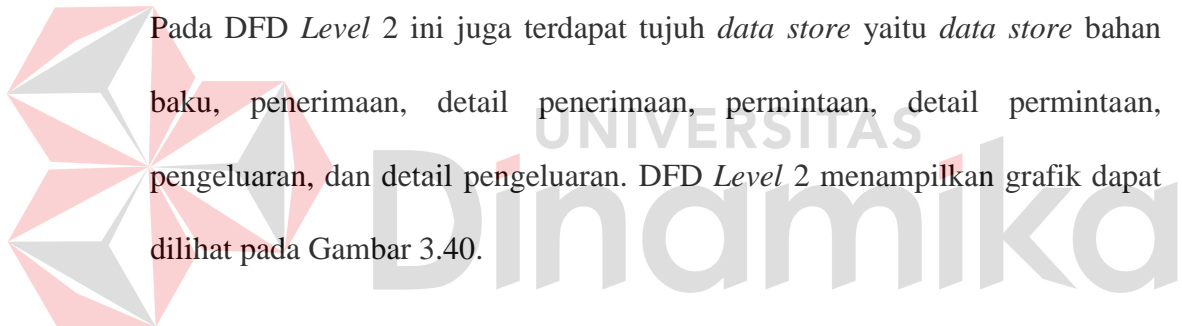 Pada DFD Level 2 ini juga terdapat tujuh data store yaitu data store bahan
baku, penerimaan, detail penerimaan, permintaan, detail permintaan,
UNIVERSITAS
pengeluaran, dan detail pengeluaran. DFD Level 2 menampilkan grafik dapat
Dinamika
dilihat pada Gambar 3.40.